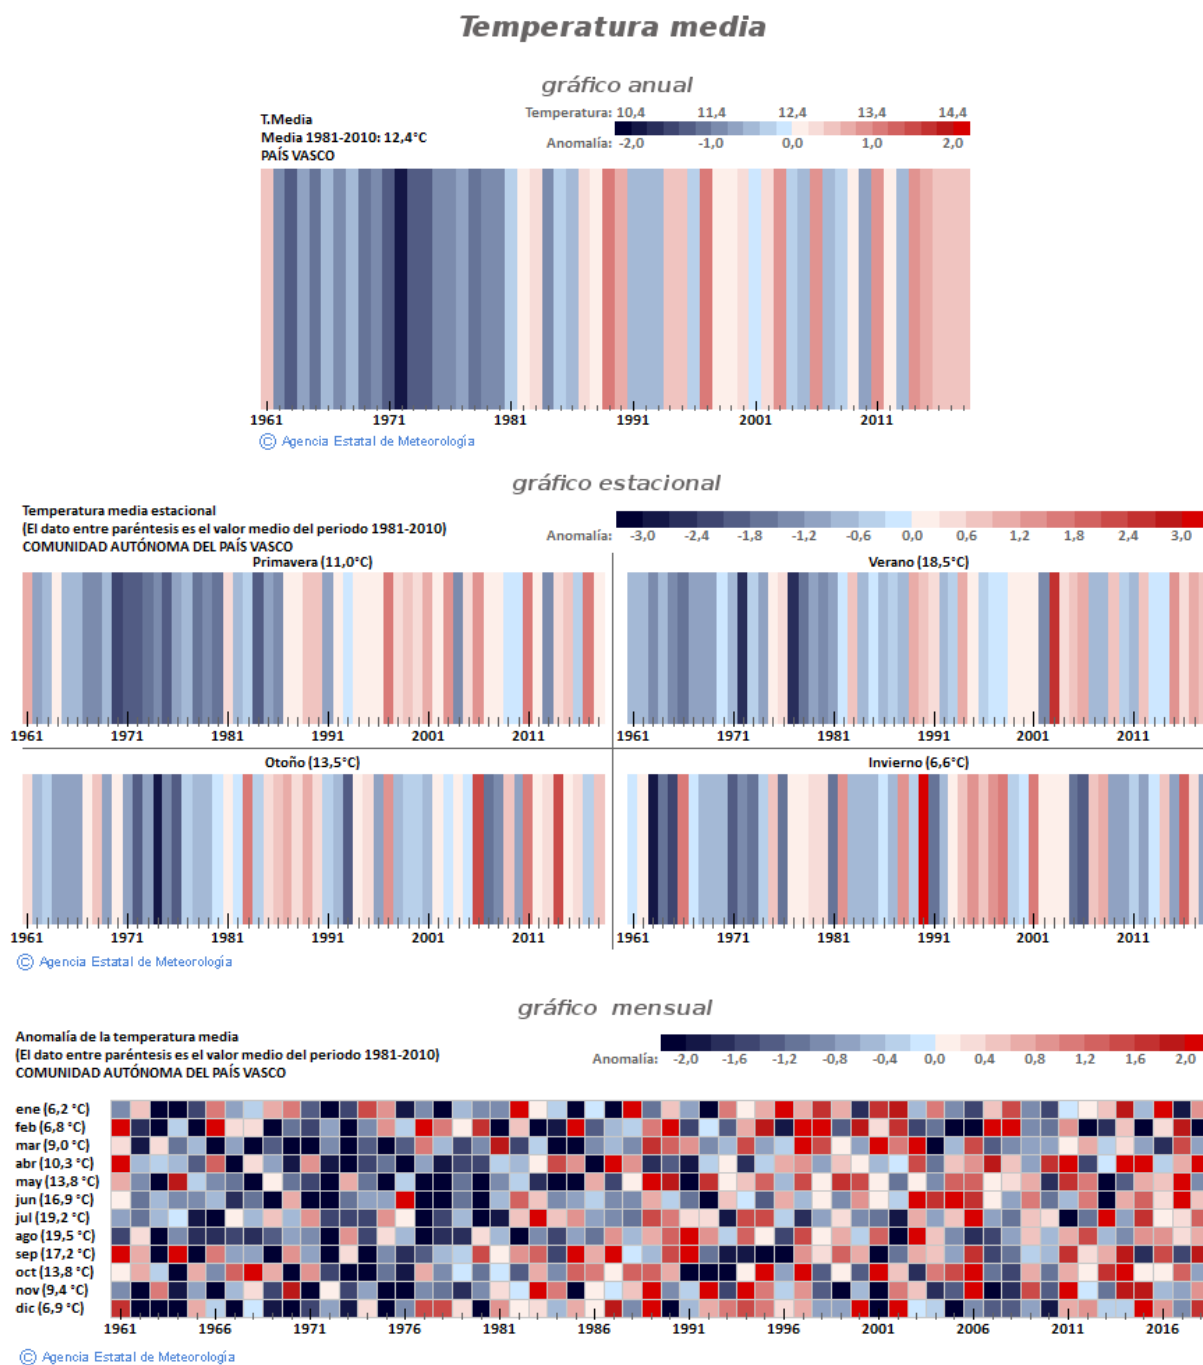 Temperatura media
gráfico anual
T.Media
Media 1981-2010: 12,4°C
PAÍS VASCO
Temperatura: 10,4 11,4 12,4 13,4 14,4
Anomalía: -2,0 -1,0 0,0 1,0 2,0
1961 1971 1981 1991 2001 2011
© Agencia Estatal de Meteorología
gráfico estacional
Temperatura media estacional
(El dato entre paréntesis es el valor medio del periodo 1981-2010)
COMUNIDAD AUTÓNOMA DEL PAÍS VASCO
Anomalía: -3,0 -2,4 -1,8 -1,2 -0,6 0,0 0,6 1,2 1,8 2,4 3,0
Primavera (11,0°C)
1961 1971 1981 1991 2001 2011
Verano (18,5°C)
1961 1971 1981 1991 2001 2011
Otoño (13,5°C)
1961 1971 1981 1991 2001 2011
Invierno (6,6°C)
1961 1971 1981 1991 2001 2011
© Agencia Estatal de Meteorología
gráfico mensual
Anomalía de la temperatura media
(El dato entre paréntesis es el valor medio del periodo 1981-2010)
COMUNIDAD AUTÓNOMA DEL PAÍS VASCO
Anomalía: -2,0 -1,6 -1,2 -0,8 -0,4 0,0 0,4 0,8 1,2 1,6 2,0
ene (6,2 °C)
feb (6,8 °C)
mar (9,0 °C)
abr (10,3 °C)
may (13,8 °C)
jun (16,9 °C)
jul (19,2 °C)
ago (19,5 °C)
sep (17,2 °C)
oct (13,8 °C)
nov (9,4 °C)
dic (6,9 °C)
1961 1966 1971 1976 1981 1986 1991 1996 2001 2006 2011 2016
© Agencia Estatal de Meteorología